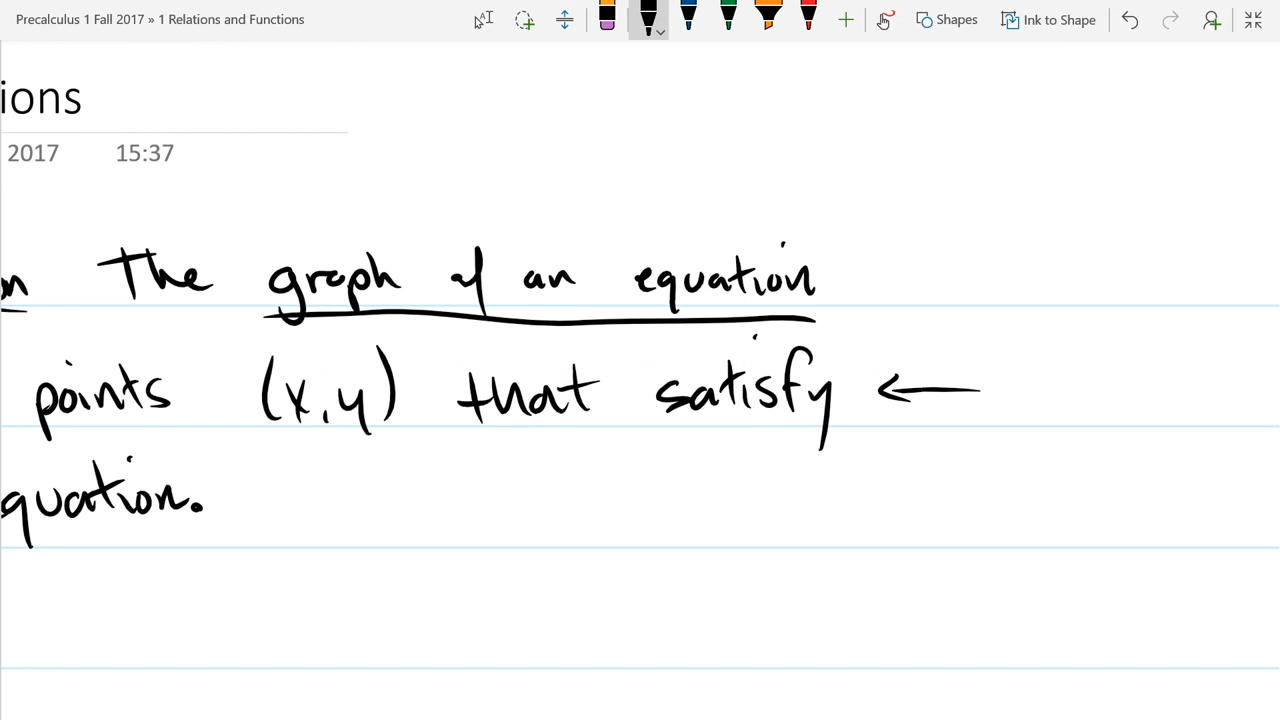 Precalculus 1 Fall 2017 » 1 Relations and Functions
Shapes
Ink to Shape
ions
2017 15:37
on The graph of an equation
points (x,y) that satisfy ←
quation.